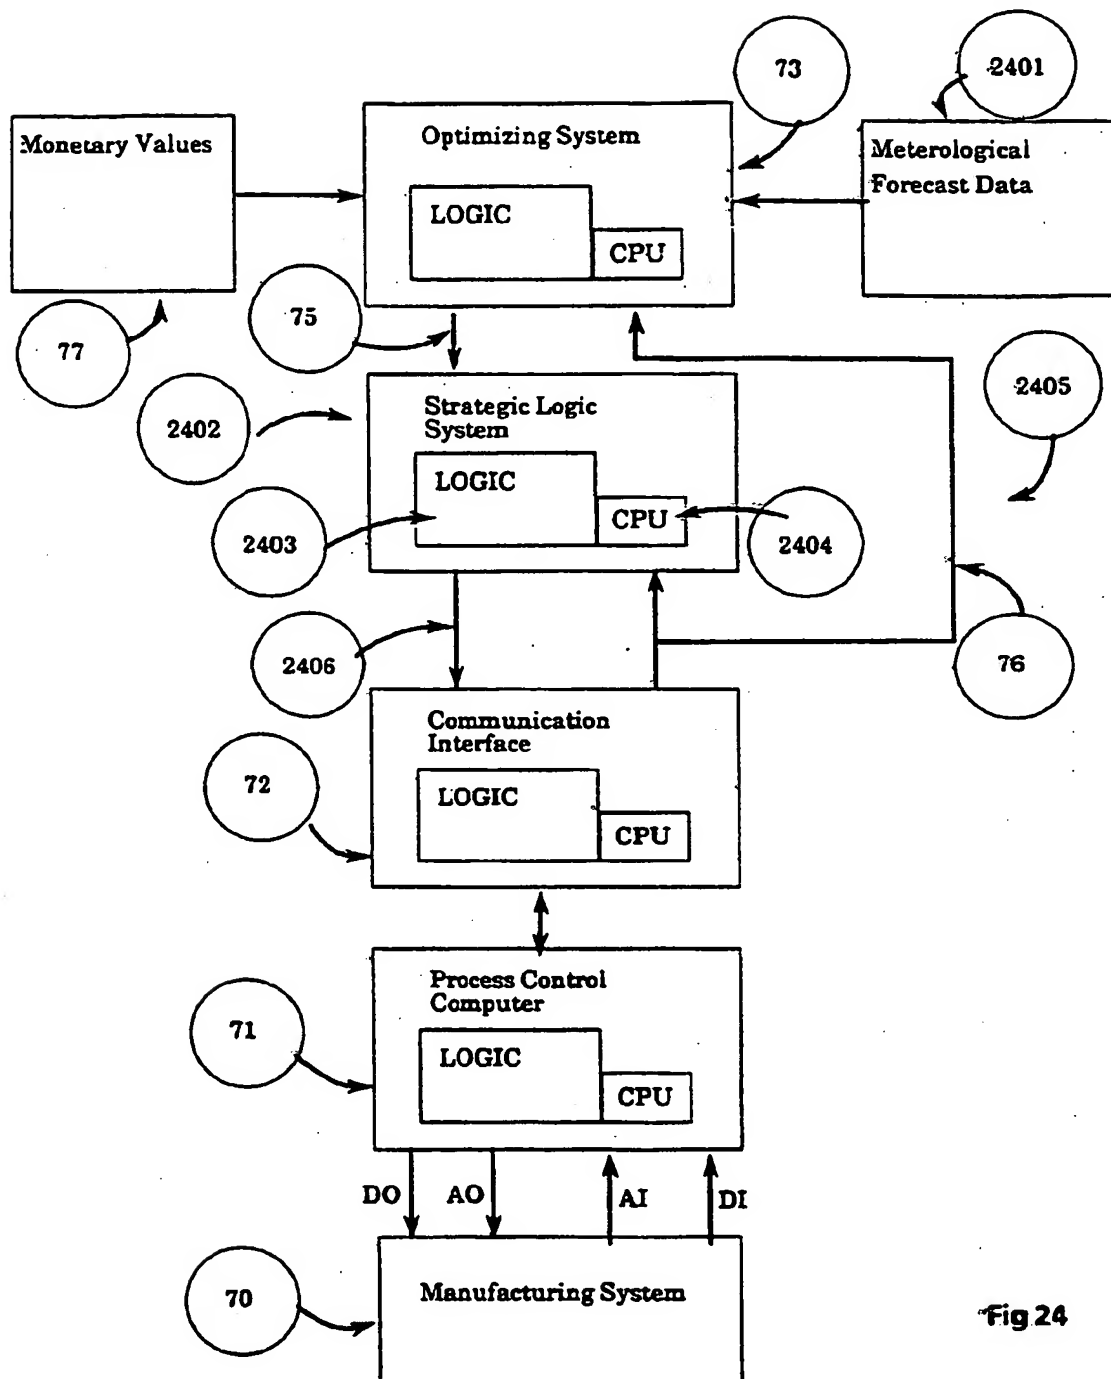 73
2401
Monetary Values
Optimizing System
Meterological
Forecast Data
LOGIC
CPU
77
75
2402
Strategic Logic
System
2405
LOGIC
CPU
2403
2404
2406
76
Communication
Interface
72
LOGIC
CPU
Process Control
Computer
71
LOGIC
CPU
DO
AO
AI
DI
70
Manufacturing System
Fig 24